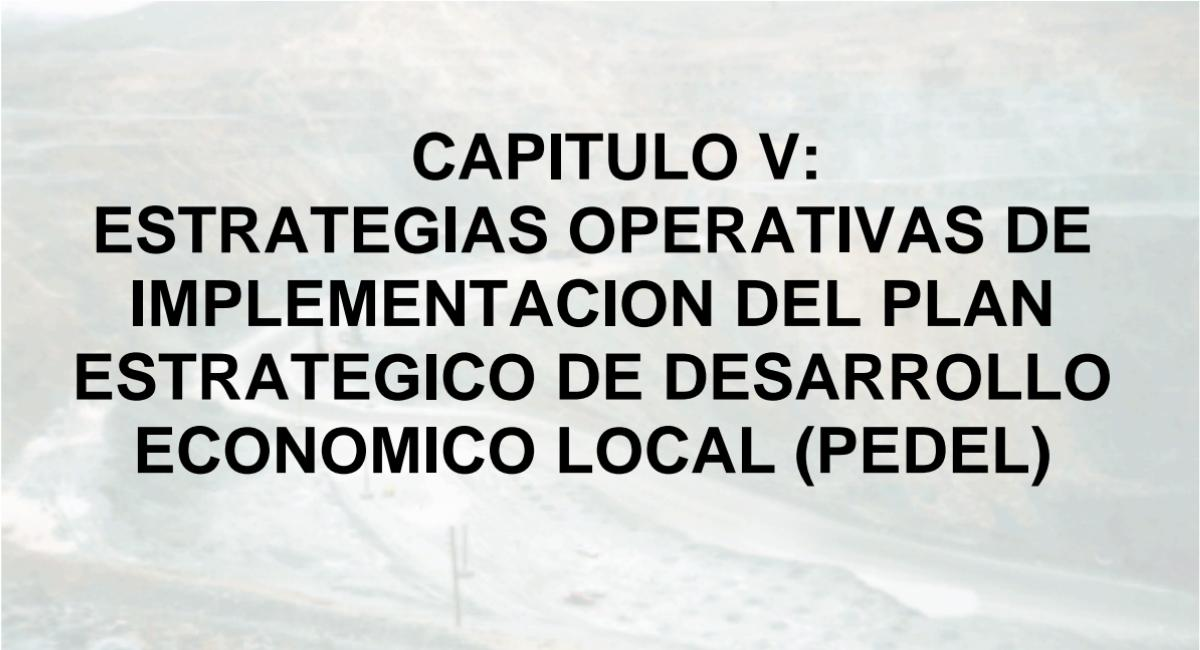 CAPITULO V:
ESTRATEGIAS OPERATIVAS DE
IMPLEMENTACION DEL PLAN
ESTRATEGICO DE DESARROLLO
ECONOMICO LOCAL (PEDEL)